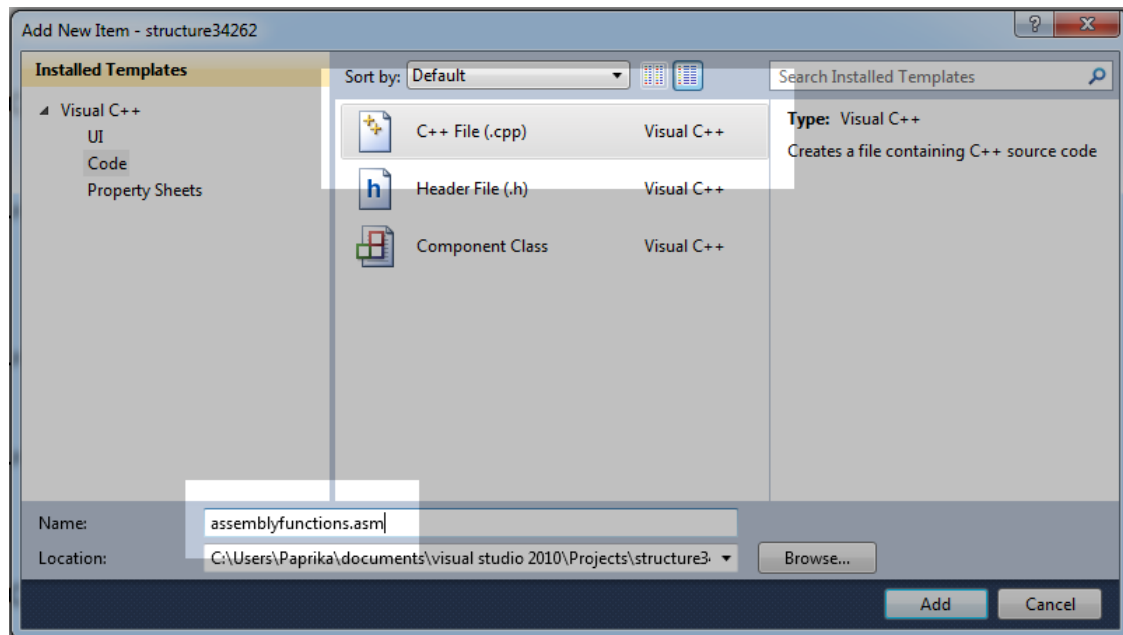 Add New Item - structure34262
Installed Templates
Visual C++
UI
Code
Property Sheets
Sort by: Default
C++ File (.cpp) Visual C++
Header File (.h) Visual C++
Component Class Visual C++
Search Installed Templates
Type: Visual C++
Creates a file containing C++ source code
Name: assemblyfunctions.asm
Location: C:\Users\Paprika\documents\visual studio 2010\Projects\structure3
Browse...
Add Cancel